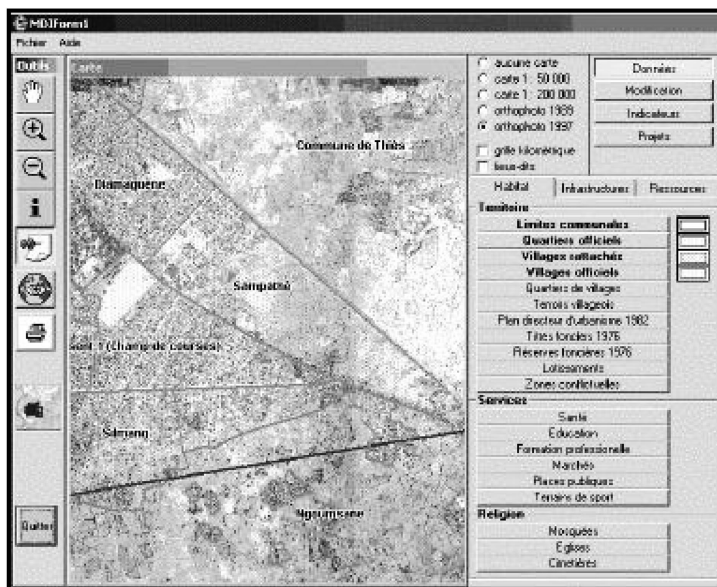 MDIForm1
Fichier Aide
Outils
Carte
Commune de Thiès
Diamaguene
Sampathé
sant 1 (Champ de courses)
Silmang
Ngoumsane
Quitter
aucune carte
carte 1: 50 000
carte 1: 200 000
orthophoto 1989
orthophoto 1997
grille kilométrique
lieux-dits
Données
Modification
Indicateurs
Projets
Habitat Infrastructures Ressources
Territoire
Limites communales
Quartiers officiels
Villages rattachés
Villages officiels
Quartiers de villages
Terroirs villageois
Plan directeur d'urbanisme 1982
Titres fonciers 1976
Réserves foncières 1976
Lotissements
Zones conflictuelles
Services
Santé
Education
Formation professionelle
Marchés
Places publiques
Terrains de sport
Religion
Mosquées
Eglises
Cimetières